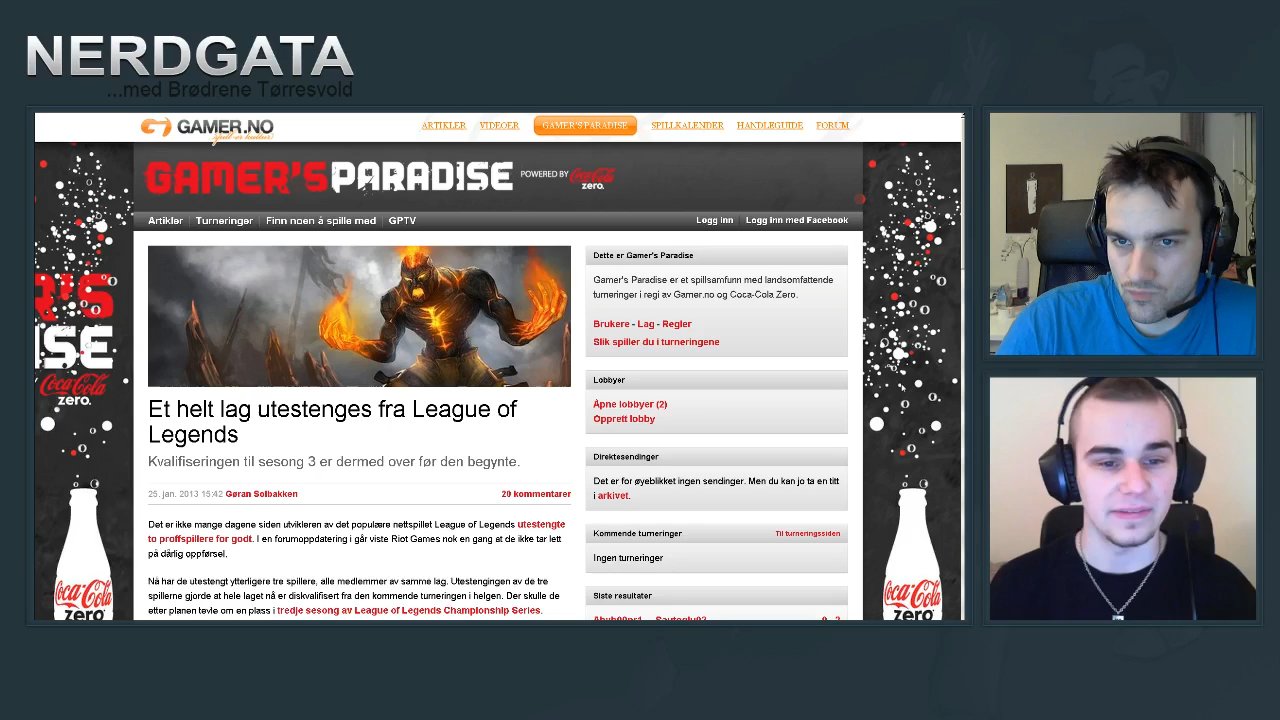 NERDGATA
...med Brødrene Tørresvold
GAMER.NO
spill er kultur!
ARTIKLER VIDEOER GAMER'S PARADISE SPILLKALENDER HANDLEGUIDE FORUM
GAMER'S PARADISE POWERED BY Coca-Cola zero.
Artikler Turneringer Finn noen å spille med GPTV Logg inn Logg inn med Facebook
Et helt lag utestenges fra League of
Legends
Kvalifiseringen til sesong 3 er dermed over før den begynte.
25. jan. 2013 15:42 Gøran Solbakken 20 kommentarer
Det er ikke mange dagene siden utvikleren av det populære nettspillet League of Legends utestengte
to proffspillere for godt. I en forumoppdatering i går viste Riot Games nok en gang at de ikke tar lett
på dårlig oppførsel.
Nå har de utestengt ytterligere tre spillere, alle medlemmer av samme lag. Utestengingen av de tre
spillerne gjorde at hele laget nå er diskvalifisert fra den kommende turneringen i helgen. Der skulle de
etter planen tevle om en plass i tredje sesong av League of Legends Championship Series.
Dette er Gamer's Paradise
Gamer's Paradise er et spillsamfunn med landsomfattende
turneringer i regi av Gamer.no og Coca-Cola Zero.
Brukere - Lag - Regler
Slik spiller du i turneringene
Lobbyer
Åpne lobbyer (2)
Opprett lobby
Direktesendinger
Det er for øyeblikket ingen sendinger. Men du kan jo ta en titt
i arkivet.
Kommende turneringer Til turneringssiden
Ingen turneringer
Siste resultater
R'S
ISE
Coca-Cola
zero.
Coca-Cola
zero
Coca-Cola
zero